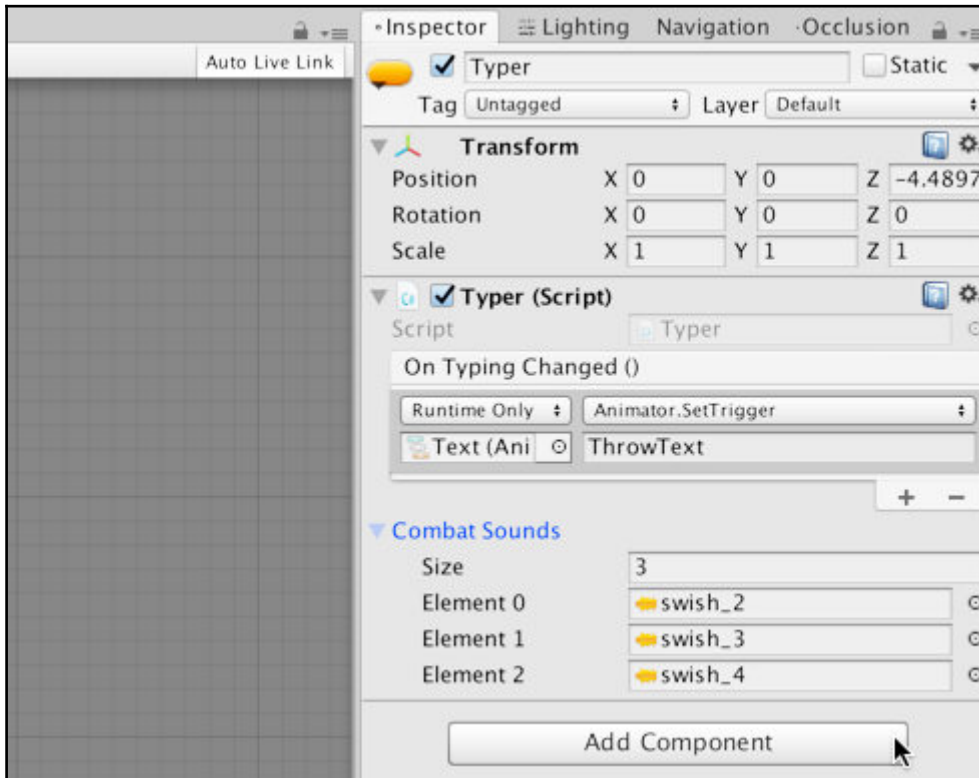 Inspector Lighting Navigation Occlusion
Auto Live Link
Typer Static
Tag Untagged Layer Default
Transform
Position X 0 Y 0 Z -4.4897
Rotation X 0 Y 0 Z 0
Scale X 1 Y 1 Z 1
Typer (Script)
Script Typer
On Typing Changed ()
Runtime Only Animator.SetTrigger
Text (Ani ThrowText
+ -
Combat Sounds
Size 3
Element 0 swish_2
Element 1 swish_3
Element 2 swish_4
Add Component